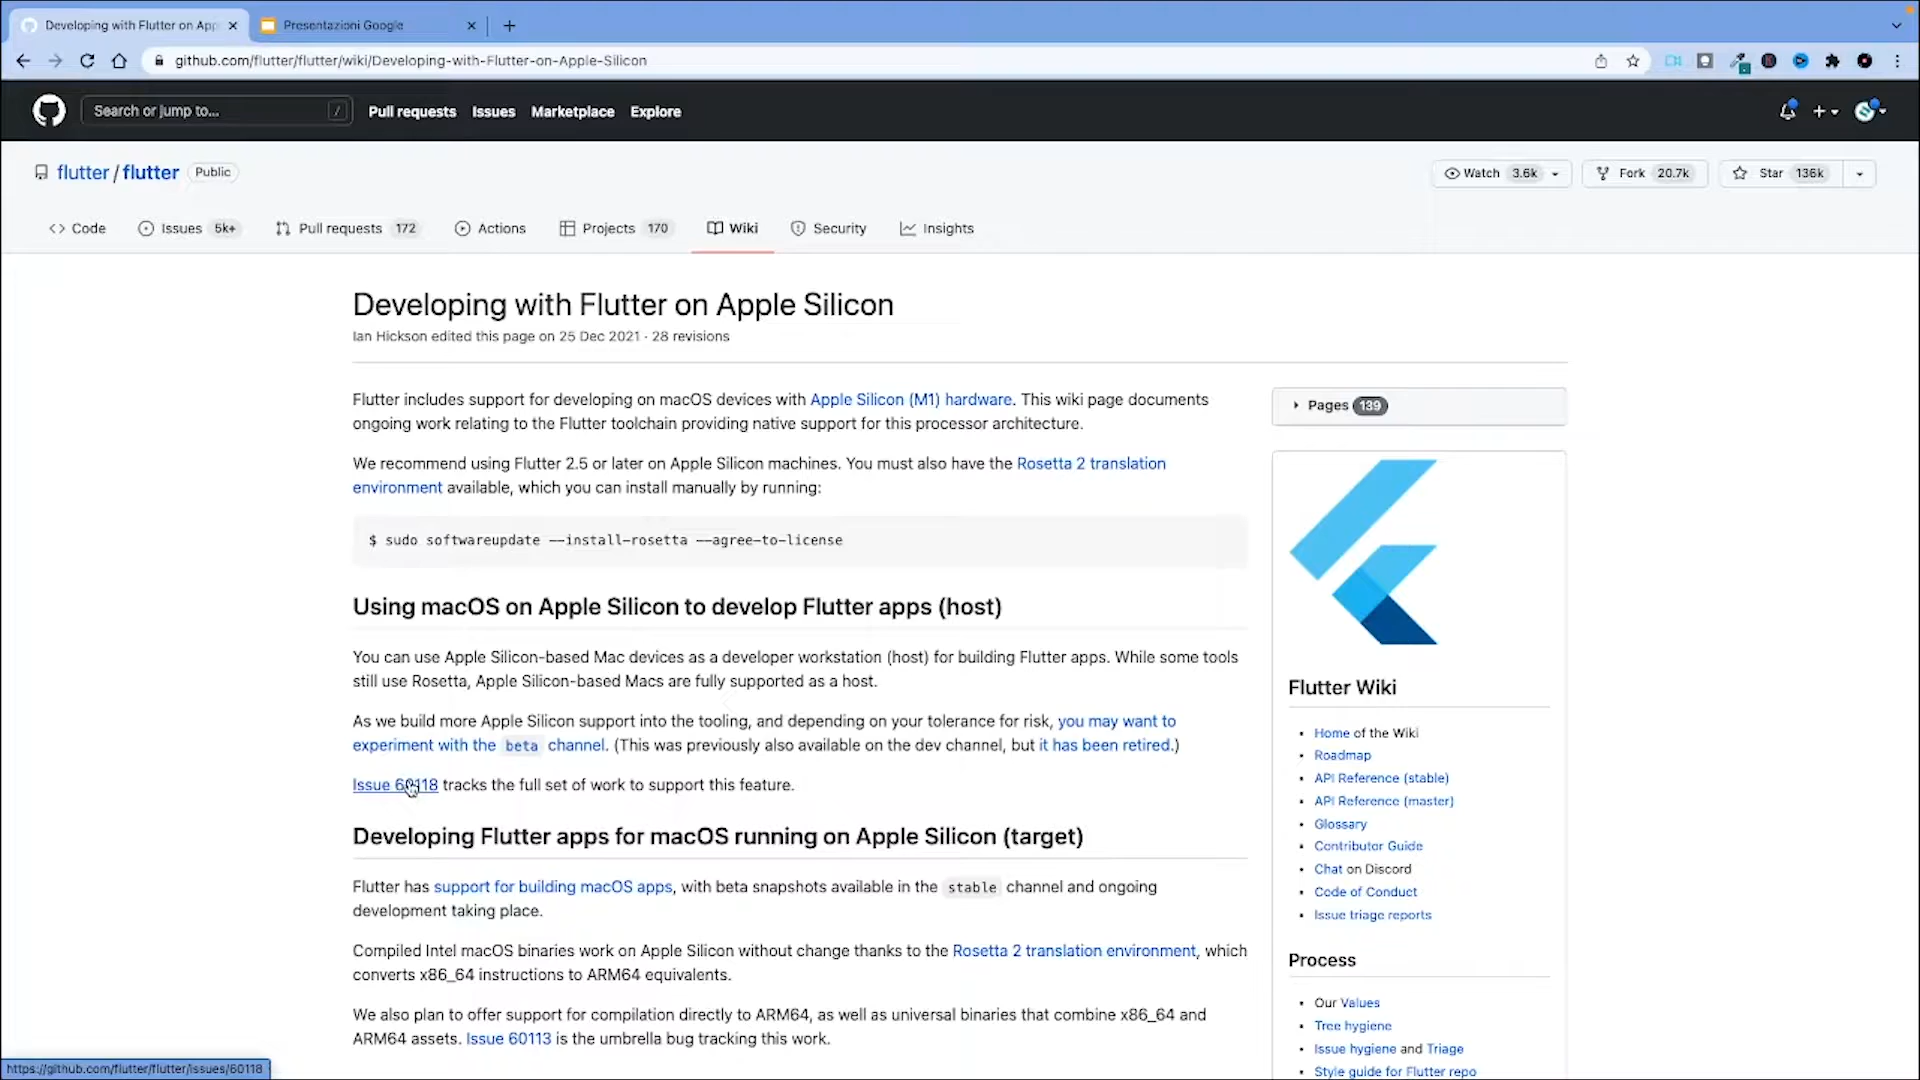 Developing with Flutter on App
Presentazioni Google
github.com/flutter/flutter/wiki/Developing-with-Flutter-on-Apple-Silicon
Search or jump to... /
Pull requests Issues Marketplace Explore
flutter / flutter Public
Watch 3.6k Fork 20.7k Star 136k
<> Code Issues 5k+ Pull requests 172 Actions Projects 170 Wiki Security Insights
Developing with Flutter on Apple Silicon
Ian Hickson edited this page on 25 Dec 2021 · 28 revisions
Flutter includes support for developing on macOS devices with Apple Silicon (M1) hardware. This wiki page documents
ongoing work relating to the Flutter toolchain providing native support for this processor architecture.
We recommend using Flutter 2.5 or later on Apple Silicon machines. You must also have the Rosetta 2 translation
environment available, which you can install manually by running:
$ sudo softwareupdate --install-rosetta --agree-to-license
Using macOS on Apple Silicon to develop Flutter apps (host)
You can use Apple Silicon-based Mac devices as a developer workstation (host) for building Flutter apps. While some tools
still use Rosetta, Apple Silicon-based Macs are fully supported as a host.
As we build more Apple Silicon support into the tooling, and depending on your tolerance for risk, you may want to
experiment with the beta channel. (This was previously also available on the dev channel, but it has been retired.)
Issue 60118 tracks the full set of work to support this feature.
Developing Flutter apps for macOS running on Apple Silicon (target)
Flutter has support for building macOS apps, with beta snapshots available in the stable channel and ongoing
development taking place.
Compiled Intel macOS binaries work on Apple Silicon without change thanks to the Rosetta 2 translation environment, which
converts x86_64 instructions to ARM64 equivalents.
We also plan to offer support for compilation directly to ARM64, as well as universal binaries that combine x86_64 and
ARM64 assets. Issue 60113 is the umbrella bug tracking this work.
Pages 139
Flutter Wiki
• Home of the Wiki
• Roadmap
• API Reference (stable)
• API Reference (master)
• Glossary
• Contributor Guide
• Chat on Discord
• Code of Conduct
• Issue triage reports
Process
• Our Values
• Tree hygiene
• Issue hygiene and Triage
• Style guide for Flutter repo
https://github.com/flutter/flutter/issues/60118